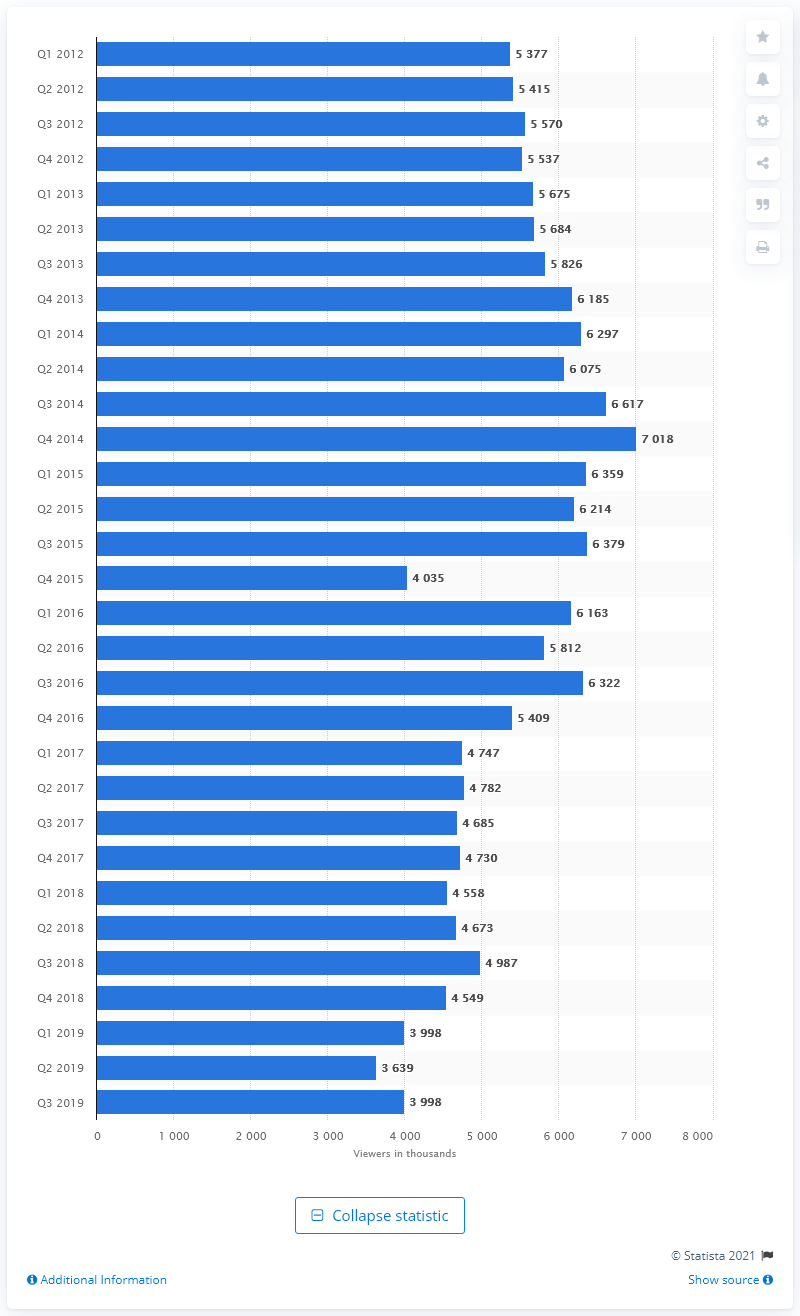 Q1 2012 5 377
Q2 2012 5 415
Q3 2012 5 570
Q4 2012 5 537
Q1 2013 5 675
Q2 2013 5 684
Q3 2013 5 826
Q4 2013 6 185
Q1 2014 6 297
Q2 2014 6 075
Q3 2014 6 617
Q4 2014 7 018
Q1 2015 6 359
Q2 2015 6 214
Q3 2015 6 379
Q4 2015 4 035
Q1 2016 6 163
Q2 2016 5 812
Q3 2016 6 322
Q4 2016 5 409
Q1 2017 4 747
Q2 2017 4 782
Q3 2017 4 685
Q4 2017 4 730
Q1 2018 4 558
Q2 2018 4 673
Q3 2018 4 987
Q4 2018 4 549
Q1 2019 3 998
Q2 2019 3 639
Q3 2019 3 998
0 1 000 2 000 3 000 4 000 5 000 6 000 7 000 8 000
Viewers in thousands
Collapse statistic
© Statista 2021
Additional Information Show source